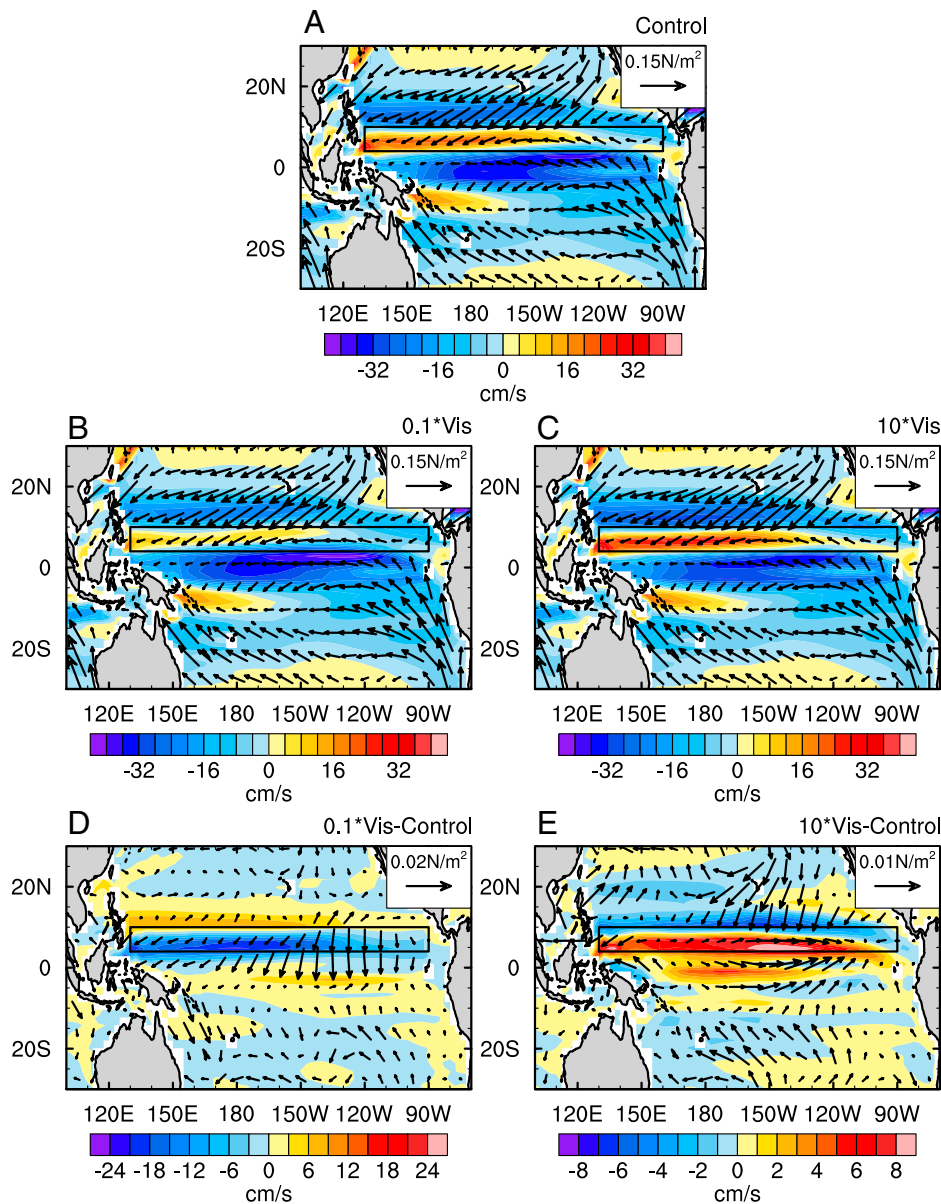 A Control
0.15N/m²
20N
0
20S
120E 150E 180 150W 120W 90W
-32 -16 0 16 32
cm/s
B 0.1*Vis
0.15N/m²
20N
0
20S
120E 150E 180 150W 120W 90W
-32 -16 0 16 32
cm/s
C 10*Vis
0.15N/m²
20N
0
20S
120E 150E 180 150W 120W 90W
-32 -16 0 16 32
cm/s
D 0.1*Vis-Control
0.02N/m²
20N
0
20S
120E 150E 180 150W 120W 90W
-24 -18 -12 -6 0 6 12 18 24
cm/s
E 10*Vis-Control
0.01N/m²
20N
0
20S
120E 150E 180 150W 120W 90W
-8 -6 -4 -2 0 2 4 6 8
cm/s